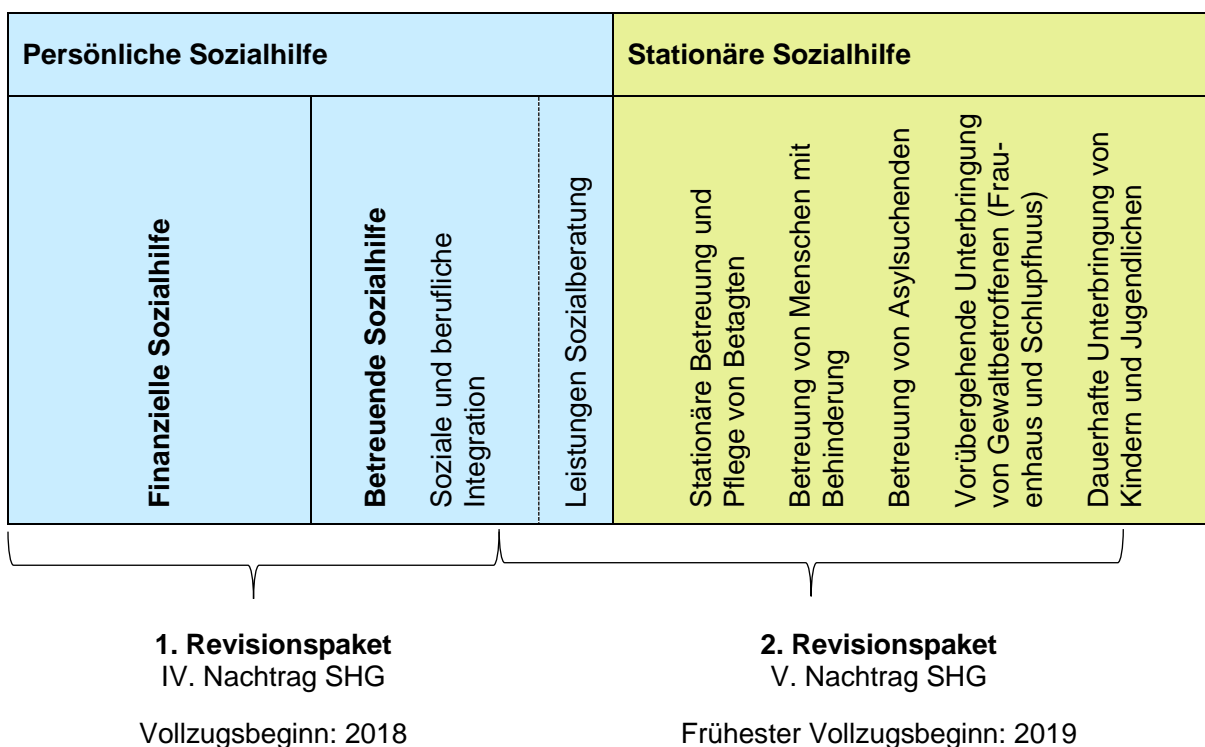 Persönliche Sozialhilfe
Stationäre Sozialhilfe
Finanzielle Sozialhilfe
Betreuende Sozialhilfe
Soziale und berufliche
Integration
Leistungen Sozialberatung
Stationäre Betreuung und
Pflege von Betagten
Betreuung von Menschen mit
Behinderung
Betreuung von Asylsuchenden
Vorübergehende Unterbringung
von Gewaltbetroffenen (Frau-
enhaus und Schlupfhuus)
Dauerhafte Unterbringung von
Kindern und Jugendlichen
1. Revisionspaket
IV. Nachtrag SHG
Vollzugsbeginn: 2018
2. Revisionspaket
V. Nachtrag SHG
Frühester Vollzugsbeginn: 2019